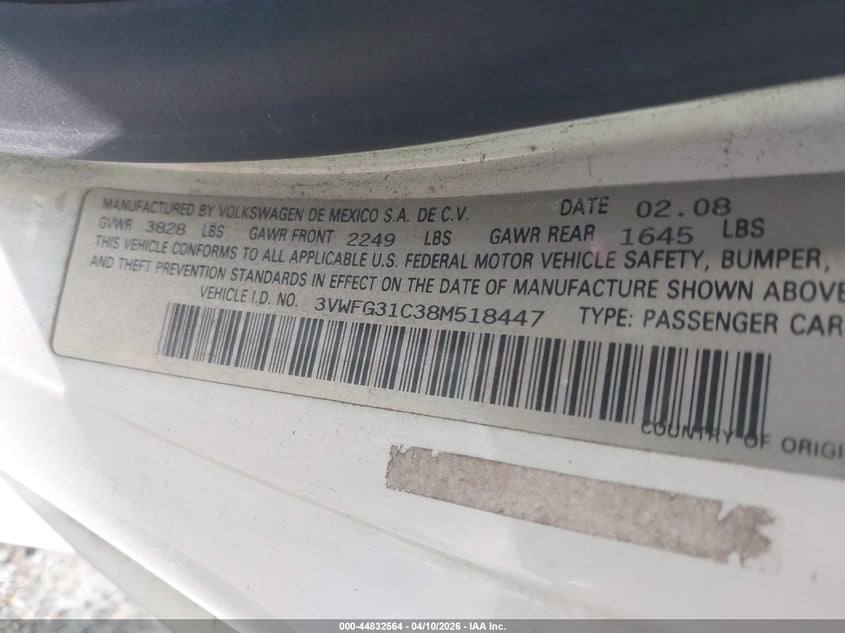 MANUFACTURED BY VOLKSWAGEN DE MEXICO S.A. DE C.V. DATE 02.08
GVWR 3828 LBS GAWR FRONT 2249 LBS GAWR REAR 1645 LBS
THIS VEHICLE CONFORMS TO ALL APPLICABLE U.S. FEDERAL MOTOR VEHICLE SAFETY, BUMPER,
AND THEFT PREVENTION STANDARDS IN EFFECT ON THE DATE OF MANUFACTURE SHOWN ABOVE
VEHICLE I.D. NO. 3VWFG31C38M518447 TYPE: PASSENGER CAR
COUNTRY OF ORIGI
000-44832564 - 04/10/2026 - IAA Inc.